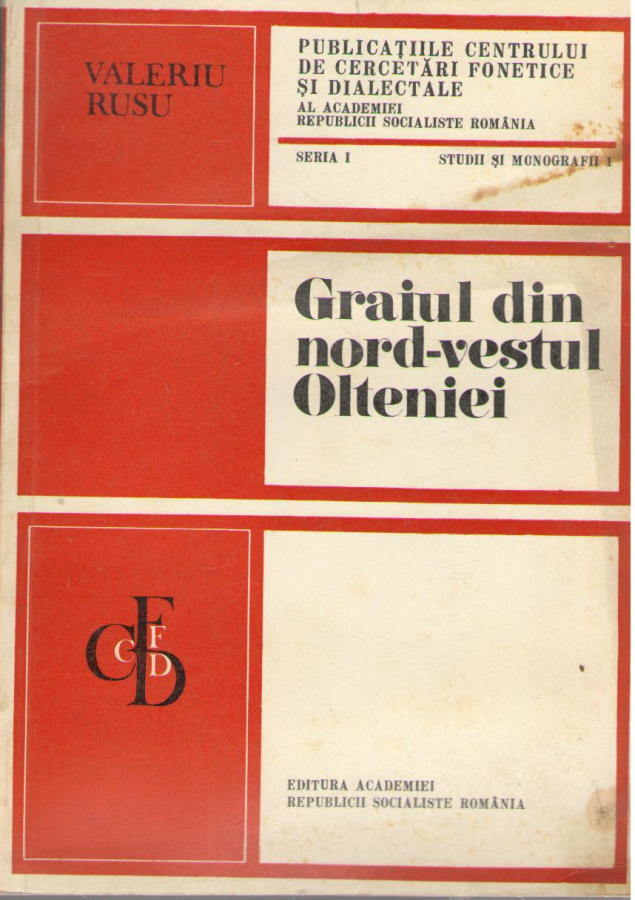 VALERIU
RUSU
PUBLICAȚIILE CENTRULUI
DE CERCETĂRI FONETICE
ȘI DIALECTALE
AL ACADEMIEI
REPUBLICII SOCIALISTE ROMÂNIA
SERIA I STUDII ȘI MONOGRAFII 1
Graiul din
nord-vestul
Olteniei
CFD
CFD
EDITURA ACADEMIEI
REPUBLICII SOCIALISTE ROMÂNIA